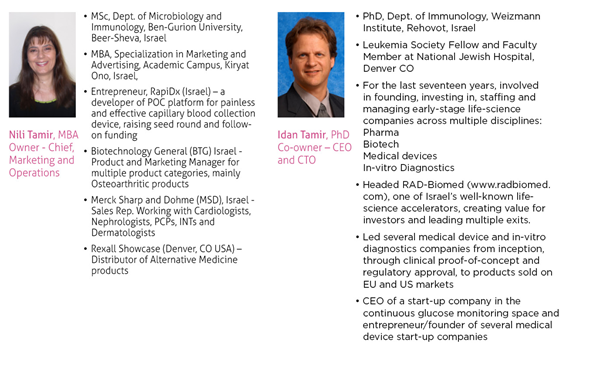 • MSc, Dept. of Microbiology and
Immunology, Ben-Gurion University,
Beer-Sheva, Israel
• MBA, Specialization in Marketing and
Advertising, Academic Campus, Kiryat
Ono, Israel,
• Entrepreneur, RapiDx (Israel) – a
developer of POC platform for painless
and effective capillary blood collection
device, raising seed round and follow-
on funding
• Biotechnology General (BTG) Israel -
Product and Marketing Manager for
multiple product categories, mainly
Osteoarthritic products
• Merck Sharp and Dohme (MSD), Israel -
Sales Rep. Working with Cardiologists,
Nephrologists, PCPs, INTs and
Dermatologists
• Rexall Showcase (Denver, CO USA) –
Distributor of Alternative Medicine
products
Nili Tamir, MBA
Owner - Chief,
Marketing and
Operations
• PhD, Dept. of Immunology, Weizmann
Institute, Rehovot, Israel
• Leukemia Society Fellow and Faculty
Member at National Jewish Hospital,
Denver CO
• For the last seventeen years, involved
in founding, investing in, staffing and
managing early-stage life-science
companies across multiple disciplines:
Pharma
Biotech
Medical devices
In-vitro Diagnostics
• Headed RAD-Biomed (www.radbiomed.
com), one of Israel's well-known life-
science accelerators, creating value for
investors and leading multiple exits.
• Led several medical device and in-vitro
diagnostics companies from inception,
through clinical proof-of-concept and
regulatory approval, to products sold on
EU and US markets
• CEO of a start-up company in the
continuous glucose monitoring space and
entrepreneur/founder of several medical
device start-up companies
Idan Tamir, PhD
Co-owner – CEO
and CTO